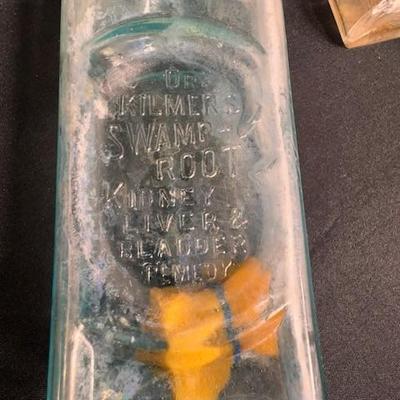 DR.
KILMER'S
SWAMP-
ROOT
KIDNEY
LIVER &
BLADDER
REMEDY